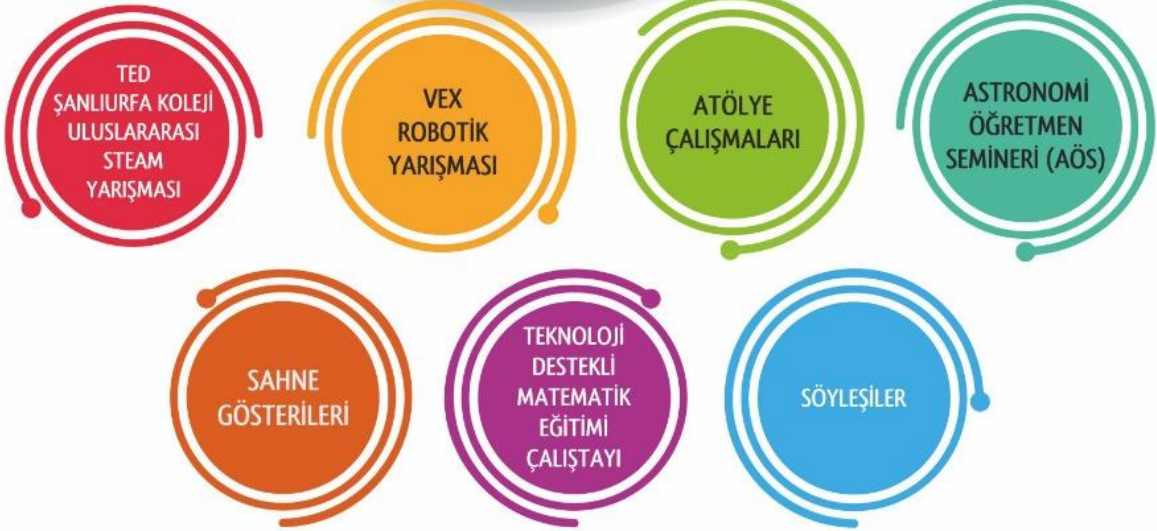 TED
ŞANLIURFA KOLEJİ
ULUSLARARASI
STEAM
YARIŞMASI
VEX
ROBOTİK
YARIŞMASI
ATÖLYE
ÇALIŞMALARI
ASTRONOMİ
ÖĞRETMEN
SEMİNERİ (AÖS)
SAHNE
GÖSTERİLERİ
TEKNOLOJİ
DESTEKLİ
MATEMATİK
EĞİTİMİ
ÇALIŞTAYI
SÖYLEŞİLER